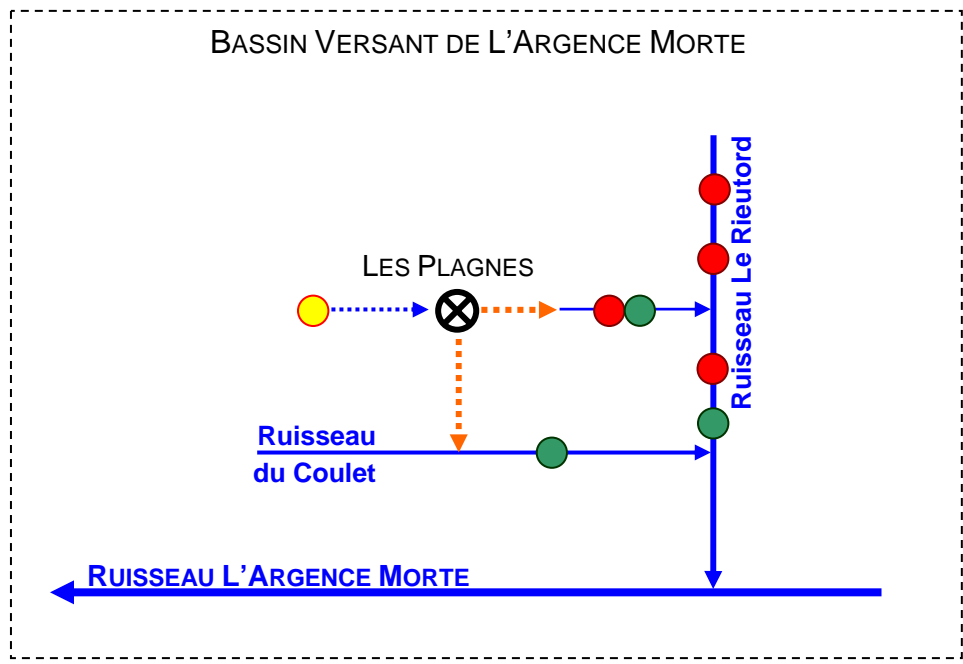 BASSIN VERSANT DE L'ARGENCE MORTE
Ruisseau Le Rieutord
LES PLAGNES
Ruisseau
du Coulet
RUISSEAU L'ARGENCE MORTE